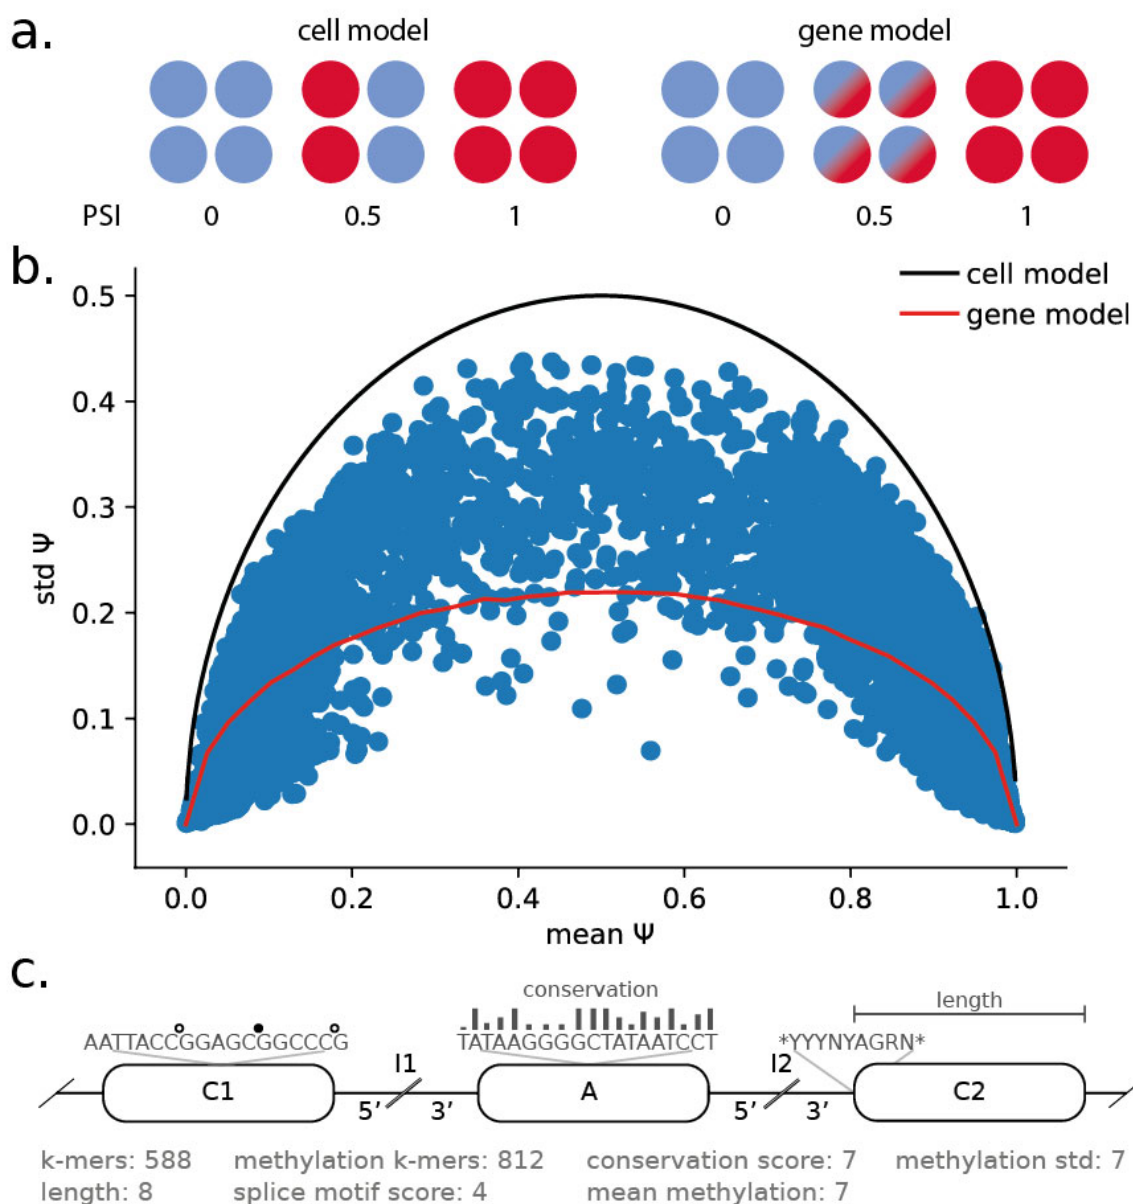 a.
cell model
gene model
PSI 0 0.5 1 0 0.5 1
b.
cell model
gene model
0.5
0.4
0.3
0.2
0.1
0.0
std Ψ
0.0 0.2 0.4 0.6 0.8 1.0
mean Ψ
c.
conservation
length
AATTACCGGAGCGGCCCG
TATAAGGGGCTATAATCCT
*YYYNYAGRN*
I1
I2
C1
A
C2
5’ 3’ 5’ 3’
k-mers: 588 methylation k-mers: 812 conservation score: 7 methylation std: 7
length: 8 splice motif score: 4 mean methylation: 7